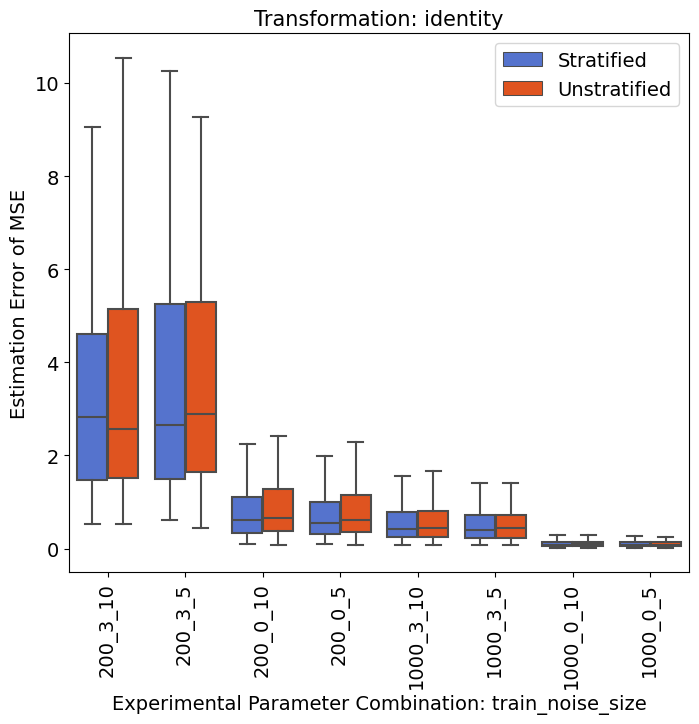 Transformation: identity
Stratified
Unstratified
Estimation Error of MSE
10
8
6
4
2
0
200_3_10
200_3_5
200_0_10
200_0_5
1000_3_10
1000_3_5
1000_0_10
1000_0_5
Experimental Parameter Combination: train_noise_size